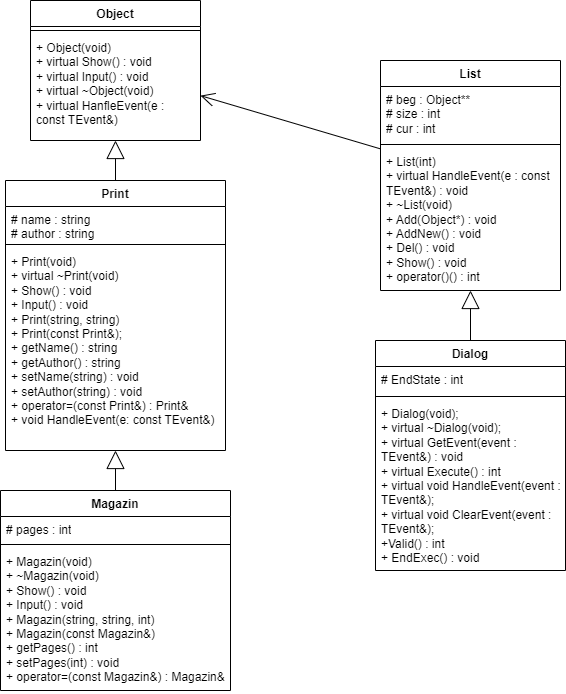 Object
+ Object(void)
+ virtual Show() : void
+ virtual Input() : void
+ virtual ~Object(void)
+ virtual HanfleEvent(e :
const TEvent&)
List
# beg : Object**
# size : int
# cur : int
+ List(int)
+ virtual HandleEvent(e : const
TEvent&) : void
+ ~List(void)
+ Add(Object*) : void
+ AddNew() : void
+ Del() : void
+ Show() : void
+ operator()() : int
Print
# name : string
# author : string
+ Print(void)
+ virtual ~Print(void)
+ Show() : void
+ Input() : void
+ Print(string, string)
+ Print(const Print&);
+ getName() : string
+ getAuthor() : string
+ setName(string) : void
+ setAuthor(string) : void
+ operator=(const Print&) : Print&
+ void HandleEvent(e: const TEvent&)
Dialog
# EndState : int
+ Dialog(void);
+ virtual ~Dialog(void);
+ virtual GetEvent(event :
TEvent&) : void
+ virtual Execute() : int
+ virtual void HandleEvent(event :
TEvent&);
+ virtual void ClearEvent(event :
TEvent&);
+Valid() : int
+ EndExec() : void
Magazin
# pages : int
+ Magazin(void)
+ ~Magazin(void)
+ Show() : void
+ Input() : void
+ Magazin(string, string, int)
+ Magazin(const Magazin&)
+ getPages() : int
+ setPages(int) : void
+ operator=(const Magazin&) : Magazin&